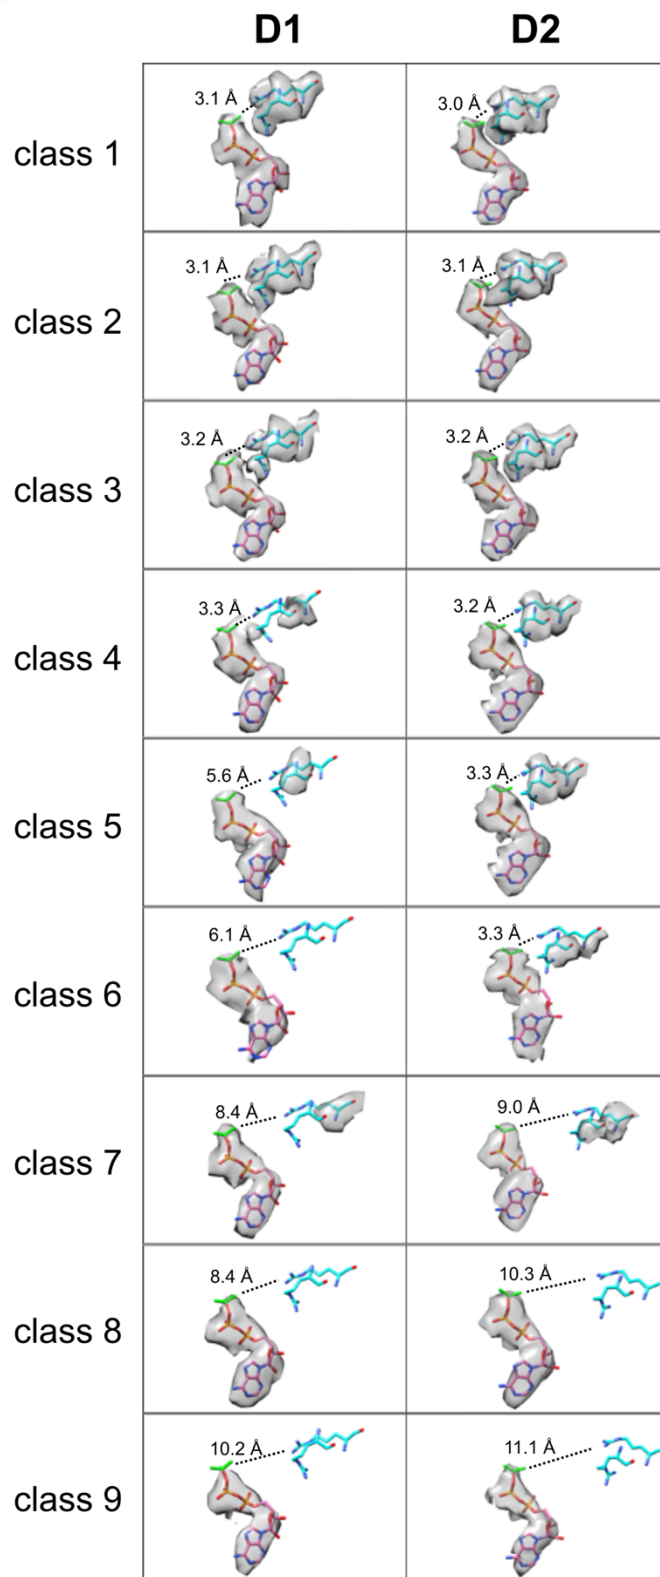 D1 D2
class 1 3.1 Å 3.0 Å
class 2 3.1 Å 3.1 Å
class 3 3.2 Å 3.2 Å
class 4 3.3 Å 3.2 Å
class 5 5.6 Å 3.3 Å
class 6 6.1 Å 3.3 Å
class 7 8.4 Å 9.0 Å
class 8 8.4 Å 10.3 Å
class 9 10.2 Å 11.1 Å